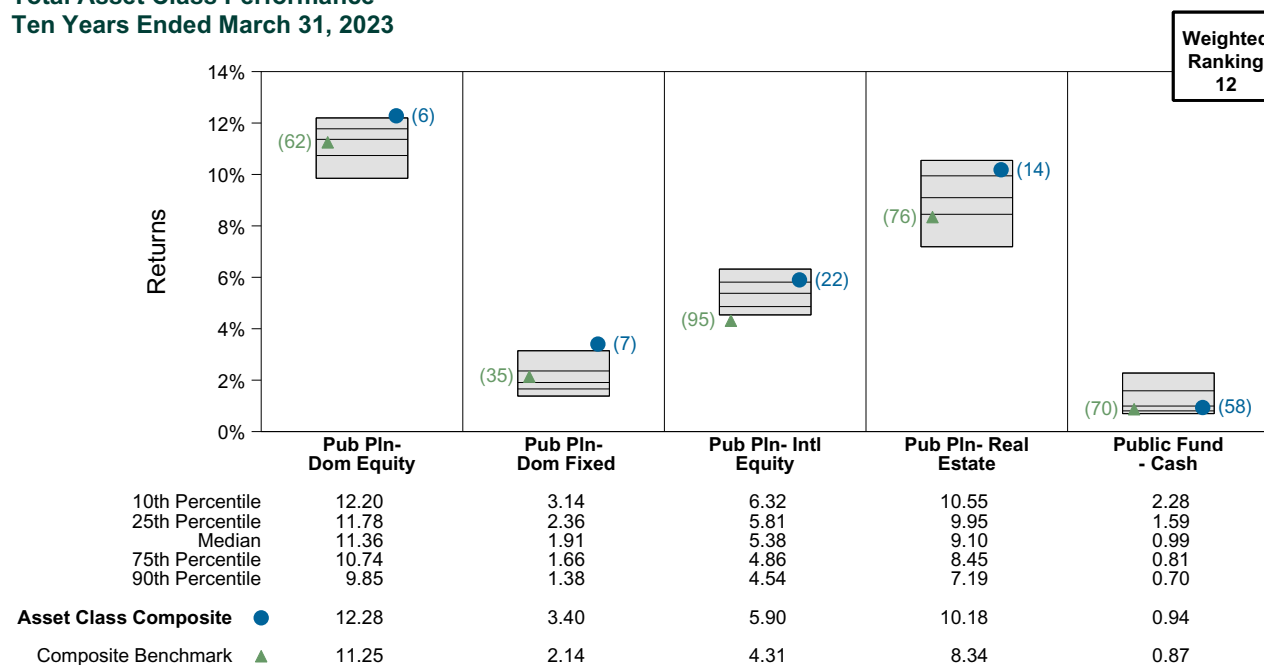 Total Asset Class Performance
Ten Years Ended March 31, 2023
Weighted
Ranking
12
14%
12%
10%
8%
6%
4%
2%
0%
Returns
(62) (6)
(35) (7)
(95) (22)
(76) (14)
(70) (58)
Pub Pln- Dom Equity Pub Pln- Dom Fixed Pub Pln- Intl Equity Pub Pln- Real Estate Public Fund - Cash
10th Percentile 12.20 3.14 6.32 10.55 2.28
25th Percentile 11.78 2.36 5.81 9.95 1.59
Median 11.36 1.91 5.38 9.10 0.99
75th Percentile 10.74 1.66 4.86 8.45 0.81
90th Percentile 9.85 1.38 4.54 7.19 0.70
Asset Class Composite 12.28 3.40 5.90 10.18 0.94
Composite Benchmark 11.25 2.14 4.31 8.34 0.87